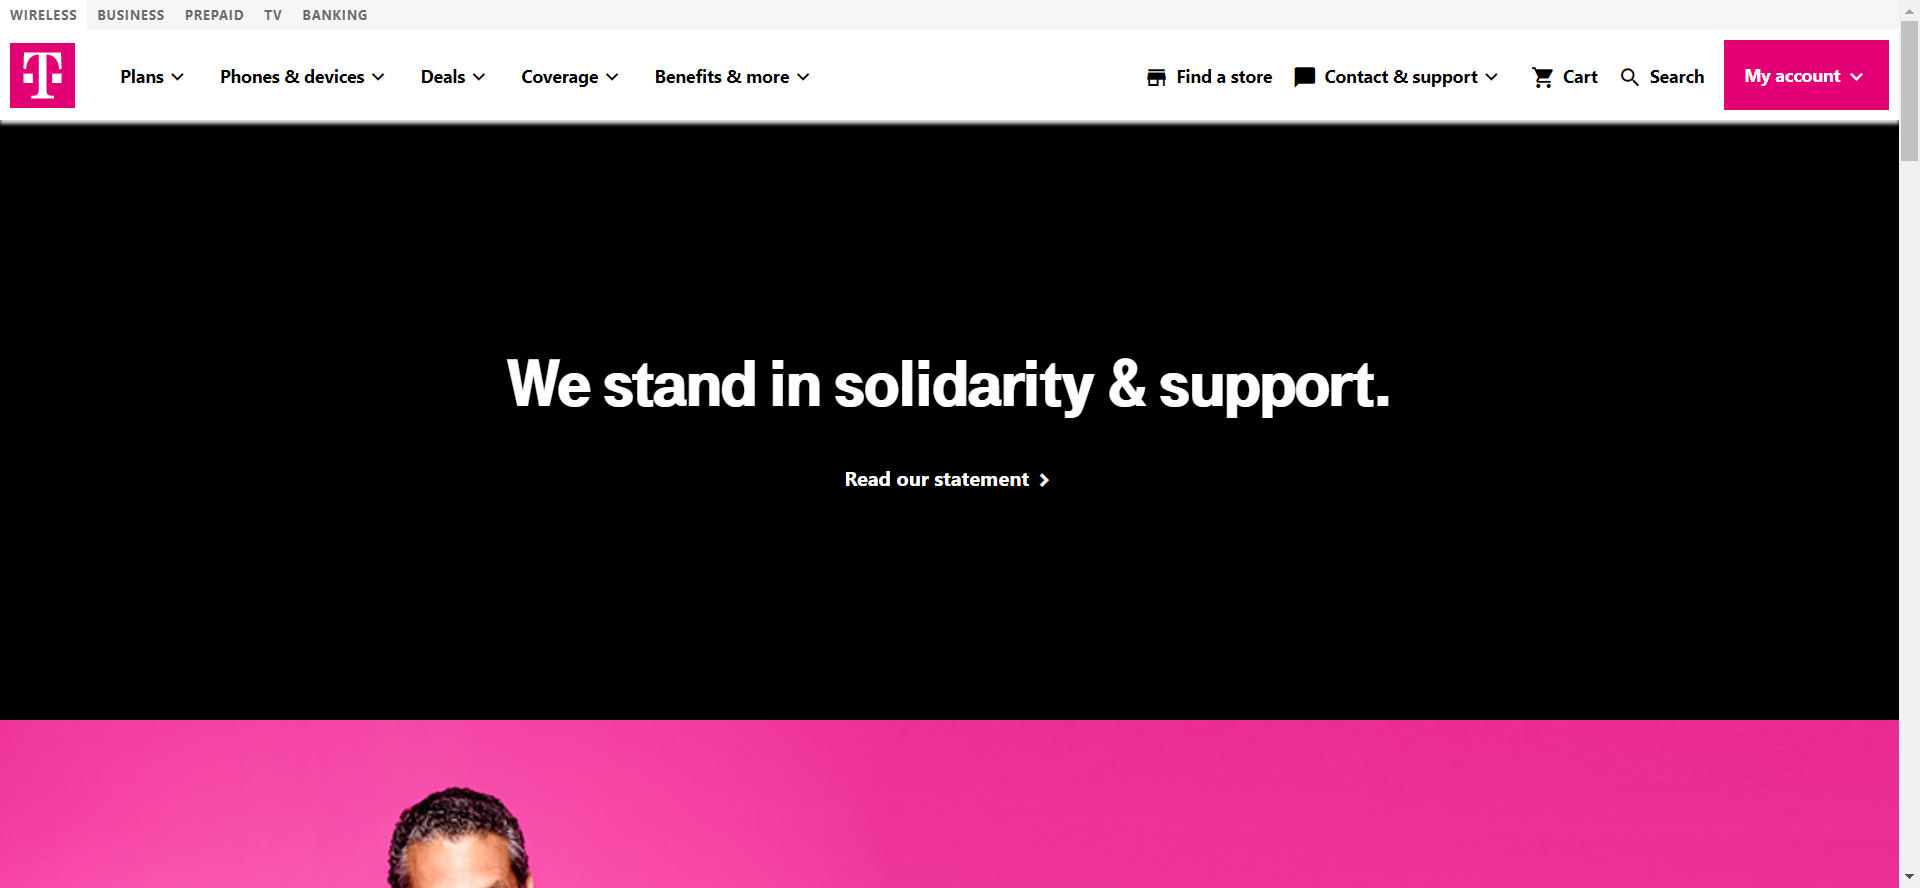 WIRELESS BUSINESS PREPAID TV BANKING
T Plans Phones & devices Deals Coverage Benefits & more Find a store Contact & support Cart Search My account
We stand in solidarity & support.
Read our statement